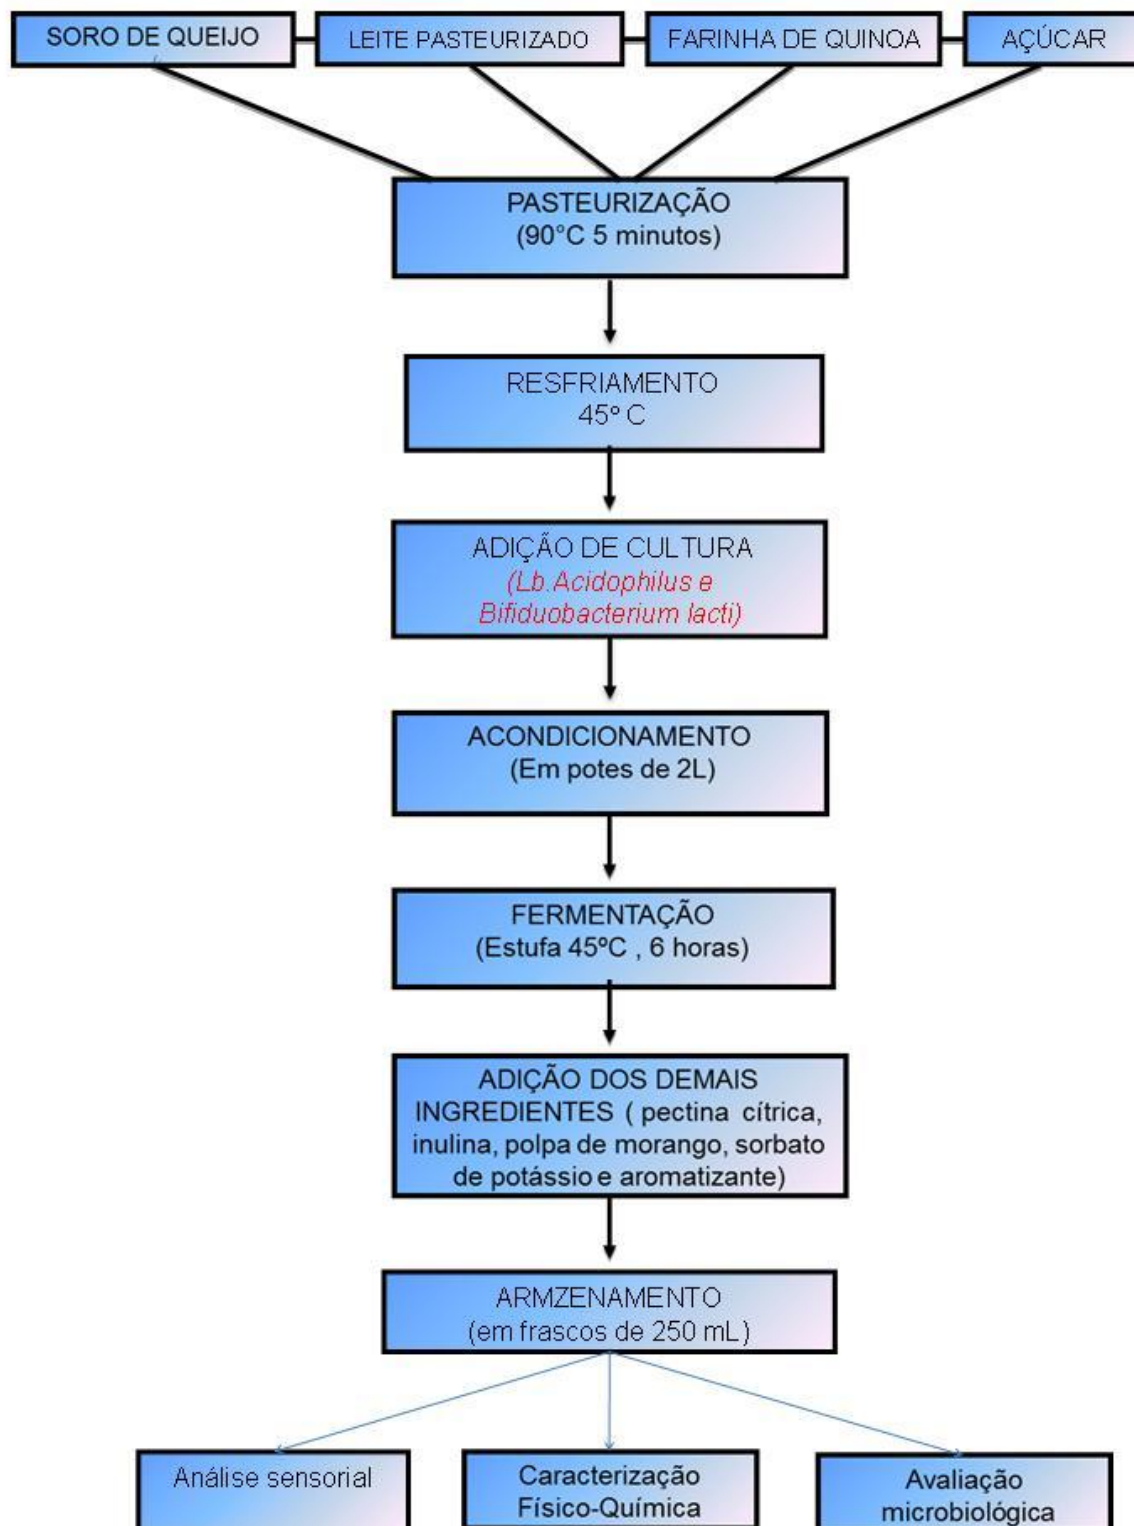 SORO DE QUEIJO
LEITE PASTEURIZADO
FARINHA DE QUINOA
AÇÚCAR
PASTEURIZAÇÃO
(90°C 5 minutos)
RESFRIAMENTO
45º C
ADIÇÃO DE CULTURA
(Lb.Acidophilus e
Bifiduobacterium lacti)
ACONDICIONAMENTO
(Em potes de 2L)
FERMENTAÇÃO
(Estufa 45ºC , 6 horas)
ADIÇÃO DOS DEMAIS
INGREDIENTES ( pectina cítrica,
inulina, polpa de morango, sorbato
de potássio e aromatizante)
ARMZENAMENTO
(em frascos de 250 mL)
Análise sensorial
Caracterização
Físico-Química
Avaliação
microbiológica